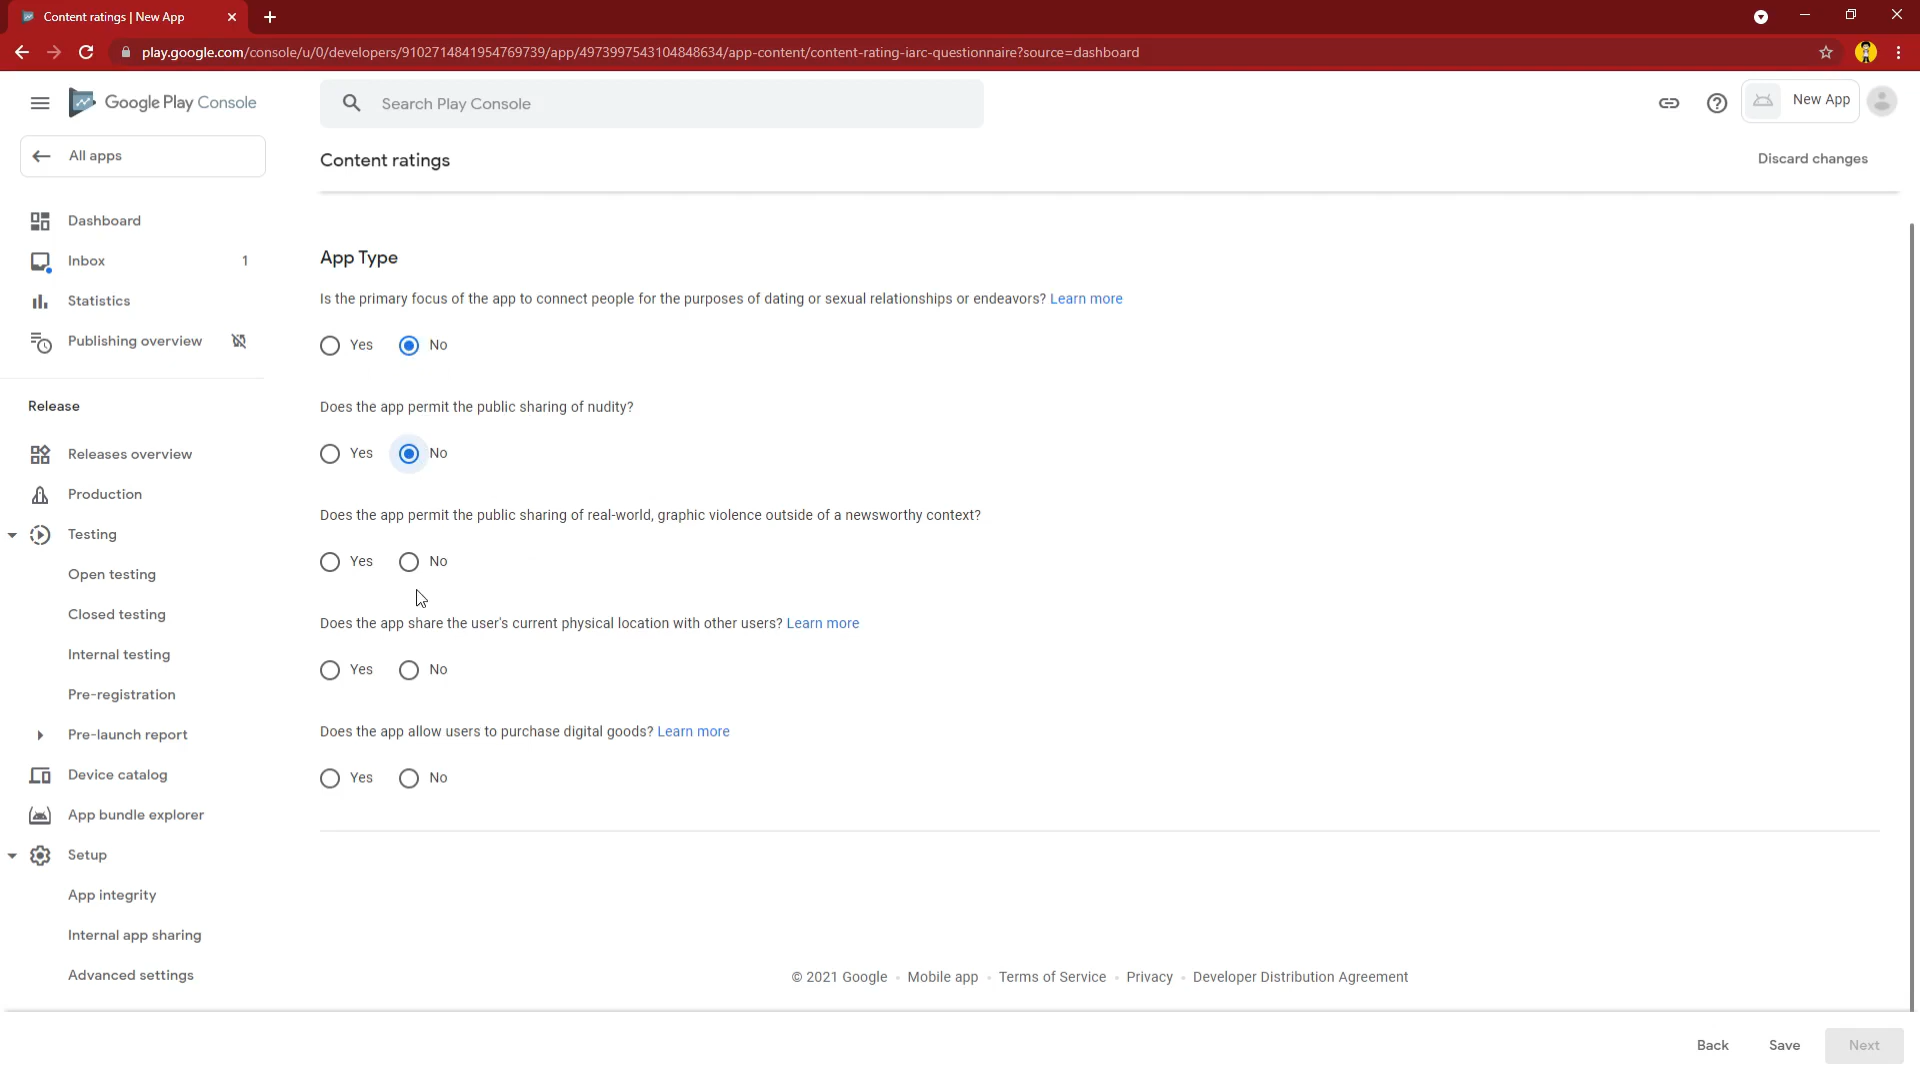 Content ratings | New App
play.google.com/console/u/0/developers/9102714841954769739/app/4973997543104848634/app-content/content-rating-iarc-questionnaire?source=dashboard
Google Play Console
Search Play Console
New App
All apps
Content ratings
Discard changes
Dashboard
Inbox 1
Statistics
Publishing overview
Release
Releases overview
Production
Testing
Open testing
Closed testing
Internal testing
Pre-registration
Pre-launch report
Device catalog
App bundle explorer
Setup
App integrity
Internal app sharing
Advanced settings
App Type
Is the primary focus of the app to connect people for the purposes of dating or sexual relationships or endeavors? Learn more
Yes No
Does the app permit the public sharing of nudity?
Yes No
Does the app permit the public sharing of real-world, graphic violence outside of a newsworthy context?
Yes No
Does the app share the user's current physical location with other users? Learn more
Yes No
Does the app allow users to purchase digital goods? Learn more
Yes No
© 2021 Google · Mobile app · Terms of Service · Privacy · Developer Distribution Agreement
Back Save Next